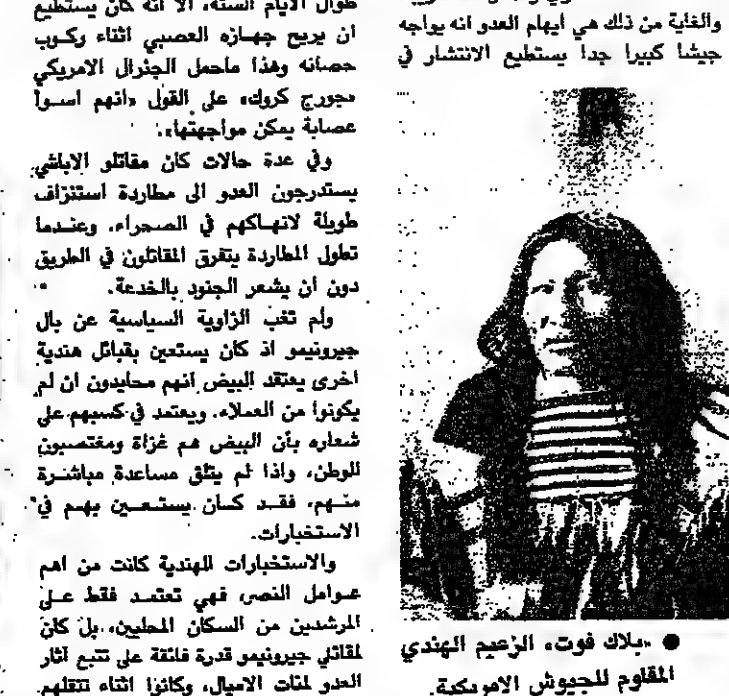 والغاية من ذلك هي ايهام العدو انه يواجه
جيشا كبيرا جدا يستطيع الانتشار في
● «بلاك فوت» الزعيم الهندي
المقاوم للجيوش الامريكية.
طوال الايام الستة، الا انه كان يستطيع
ان يريح جهازه العصبي اثناء ركوب
حصانه وهذا ماحمل الجنرال الامريكي
«جورج كروك» على القول «انهم اسوأ
عصابة يمكن مواجهتها».
وفي عدة حالات كان مقاتلو الاباشي
يستدرجون العدو الى مطاردة استنزاف
طويلة لانهاكهم في الصحراء. وعندما
تطول المطاردة يتفرق المقاتلون في الطريق
دون ان يشعر الجنود بالخدعة.
ولم تغب الزاوية السياسية عن بال
جيرونيمو اذ كان يستعين بقبائل هندية
اخرى يعتقد البيض انهم محايدون ان لم
يكونوا من العملاء. ويعتمد في كسبهم على
شعاره بأن البيض هم غزاة ومغتصبون
للوطن، واذا لم يتلق مساعدة مباشرة
منهم، فقد كان يستعين بهم في
الاستخبارات.
والاستخبارات الهندية كانت من اهم
عوامل النصر، فهي تعتمد فقط على
المرشدين من السكان المحليين، بل كان
لمقاتلي جيرونيمو قدرة فائقة على تتبع آثار
العدو لمئات الاميال، وكانوا اثناء تنقلهم